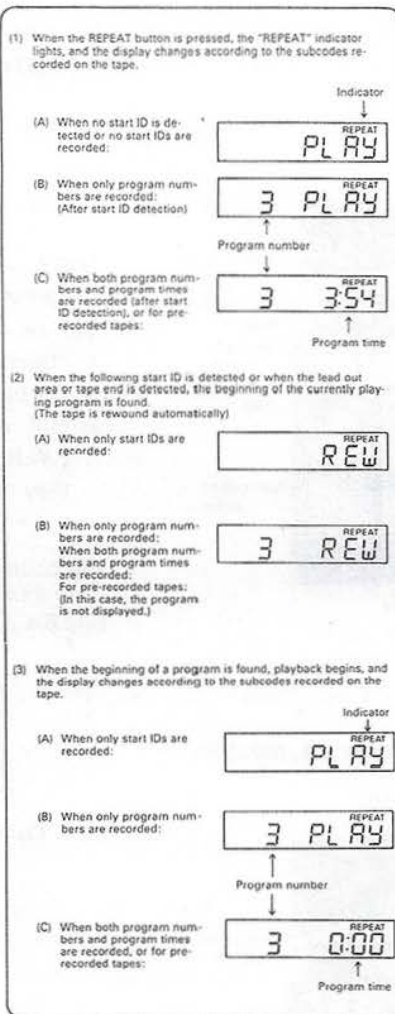 (1) When the REPEAT button is pressed, the "REPEAT" indicator
lights, and the display changes according to the subcodes re-
corded on the tape.
Indicator
(A) When no start ID is de-
tected or no start IDs are
recorded:
REPEAT
PLAY
(B) When only program num-
bers are recorded:
(After start ID detection)
REPEAT
3 PLAY
Program number
(C) When both program num-
bers and program times
are recorded (after start
ID detection), or for pre-
recorded tapes:
REPEAT
3 3:54
Program time
(2) When the following start ID is detected or when the lead out
area or tape end is detected, the beginning of the currently play-
ing program is found.
(The tape is rewound automatically)
(A) When only start IDs are
recorded:
REPEAT
REW
(B) When only program num-
bers are recorded:
When both program num-
bers and program times
are recorded:
For pre-recorded tapes:
(In this case, the program
is not displayed.)
REPEAT
3 REW
(3) When the beginning of a program is found, playback begins, and
the display changes according to the subcodes recorded on the
tape.
Indicator
(A) When only start IDs are
recorded:
REPEAT
PLAY
(B) When only program num-
bers are recorded:
REPEAT
3 PLAY
Program number
(C) When both program num-
bers and program times
are recorded, or for pre-
recorded tapes:
REPEAT
3 0:00
Program time